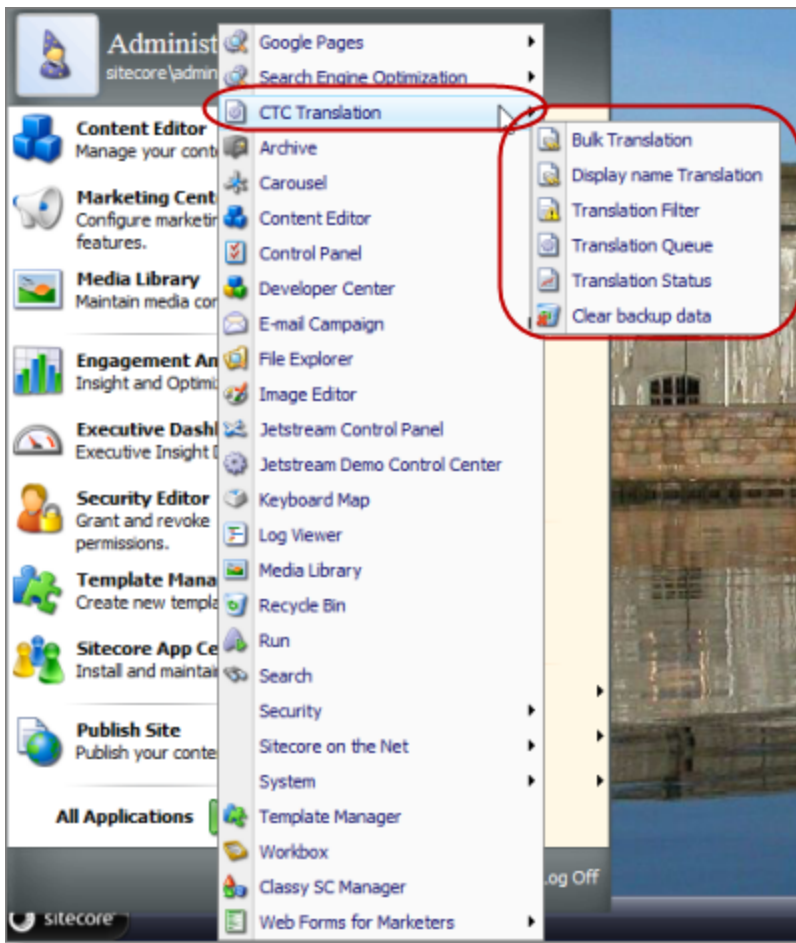 Administ
sitecore\admin
Content Editor
Manage your cont
Marketing Cent
Configure marketin
features.
Media Library
Maintain media con
Engagement An
Insight and Optimi
Executive Dashl
Executive Insight D
Security Editor
Grant and revoke
permissions.
Template Mana
Create new templa
Sitecore App Ce
Install and maintai
Publish Site
Publish your conte
All Applications
Google Pages
Search Engine Optimization
CTC Translation
Archive
Carousel
Content Editor
Control Panel
Developer Center
E-mail Campaign
File Explorer
Image Editor
Jetstream Control Panel
Jetstream Demo Control Center
Keyboard Map
Log Viewer
Media Library
Recycle Bin
Run
Search
Security
Sitecore on the Net
System
Template Manager
Workbox
Classy SC Manager
Web Forms for Marketers
Bulk Translation
Display name Translation
Translation Filter
Translation Queue
Translation Status
Clear backup data
Log Off
sitecore